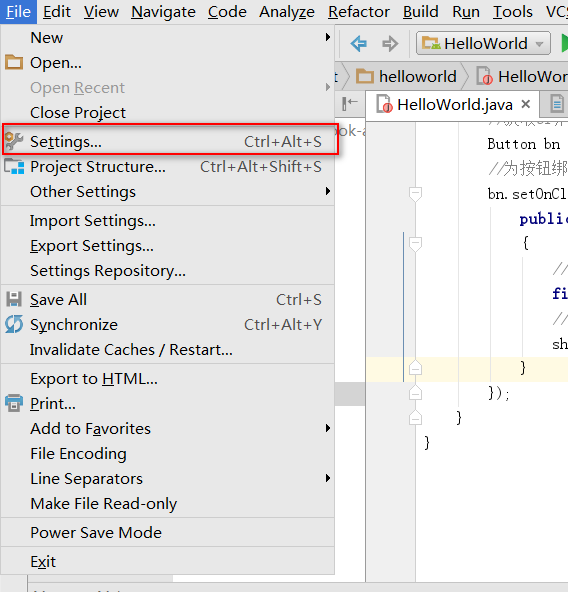 File Edit View Navigate Code Analyze Refactor Build Run Tools VCS
New
Open...
Open Recent
Close Project
Settings... Ctrl+Alt+S
Project Structure... Ctrl+Alt+Shift+S
Other Settings
Import Settings...
Export Settings...
Settings Repository...
Save All Ctrl+S
Synchronize Ctrl+Alt+Y
Invalidate Caches / Restart...
Export to HTML...
Print...
Add to Favorites
File Encoding
Line Separators
Make File Read-only
Power Save Mode
Exit
HelloWorld
helloworld HelloWorl
HelloWorld.java
ook-a
Button bn
//为按钮绑
bn.setOnCl
public
{
//
fi
//
sh
}
});
}
}